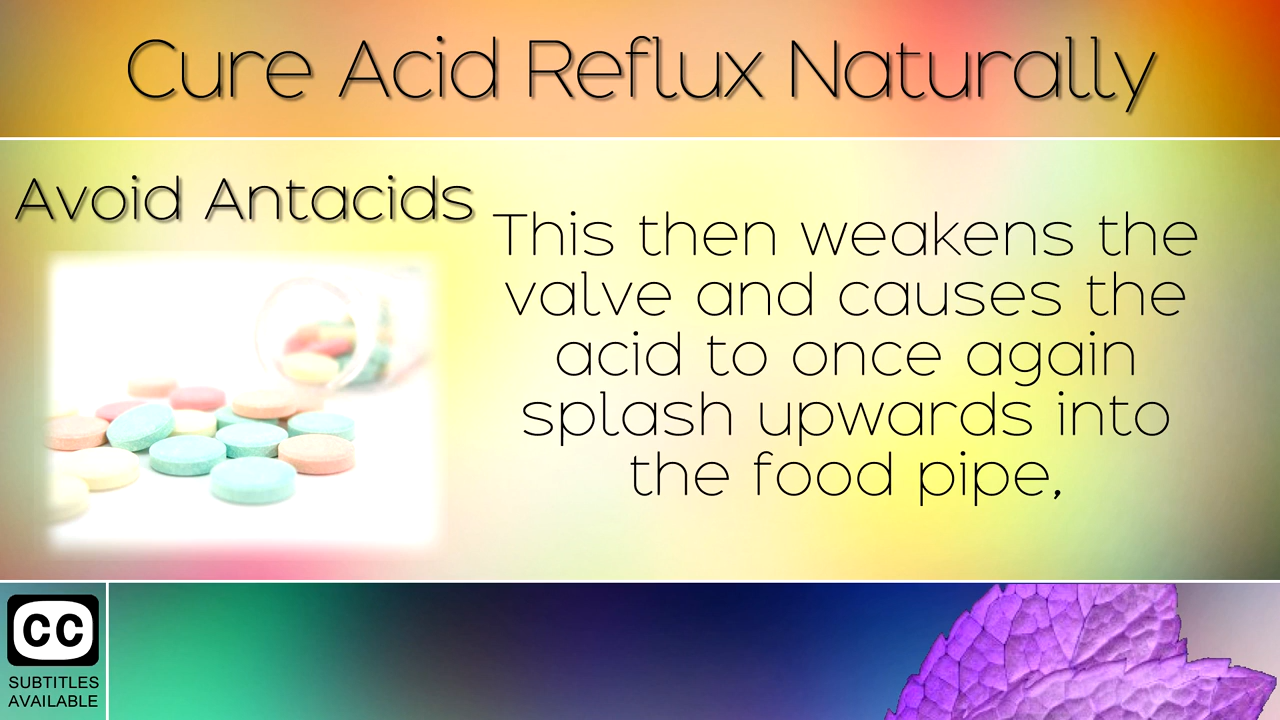 Cure Acid Reflux Naturally
Avoid Antacids
This then weakens the
valve and causes the
acid to once again
splash upwards into
the food pipe,
CC
SUBTITLES
AVAILABLE